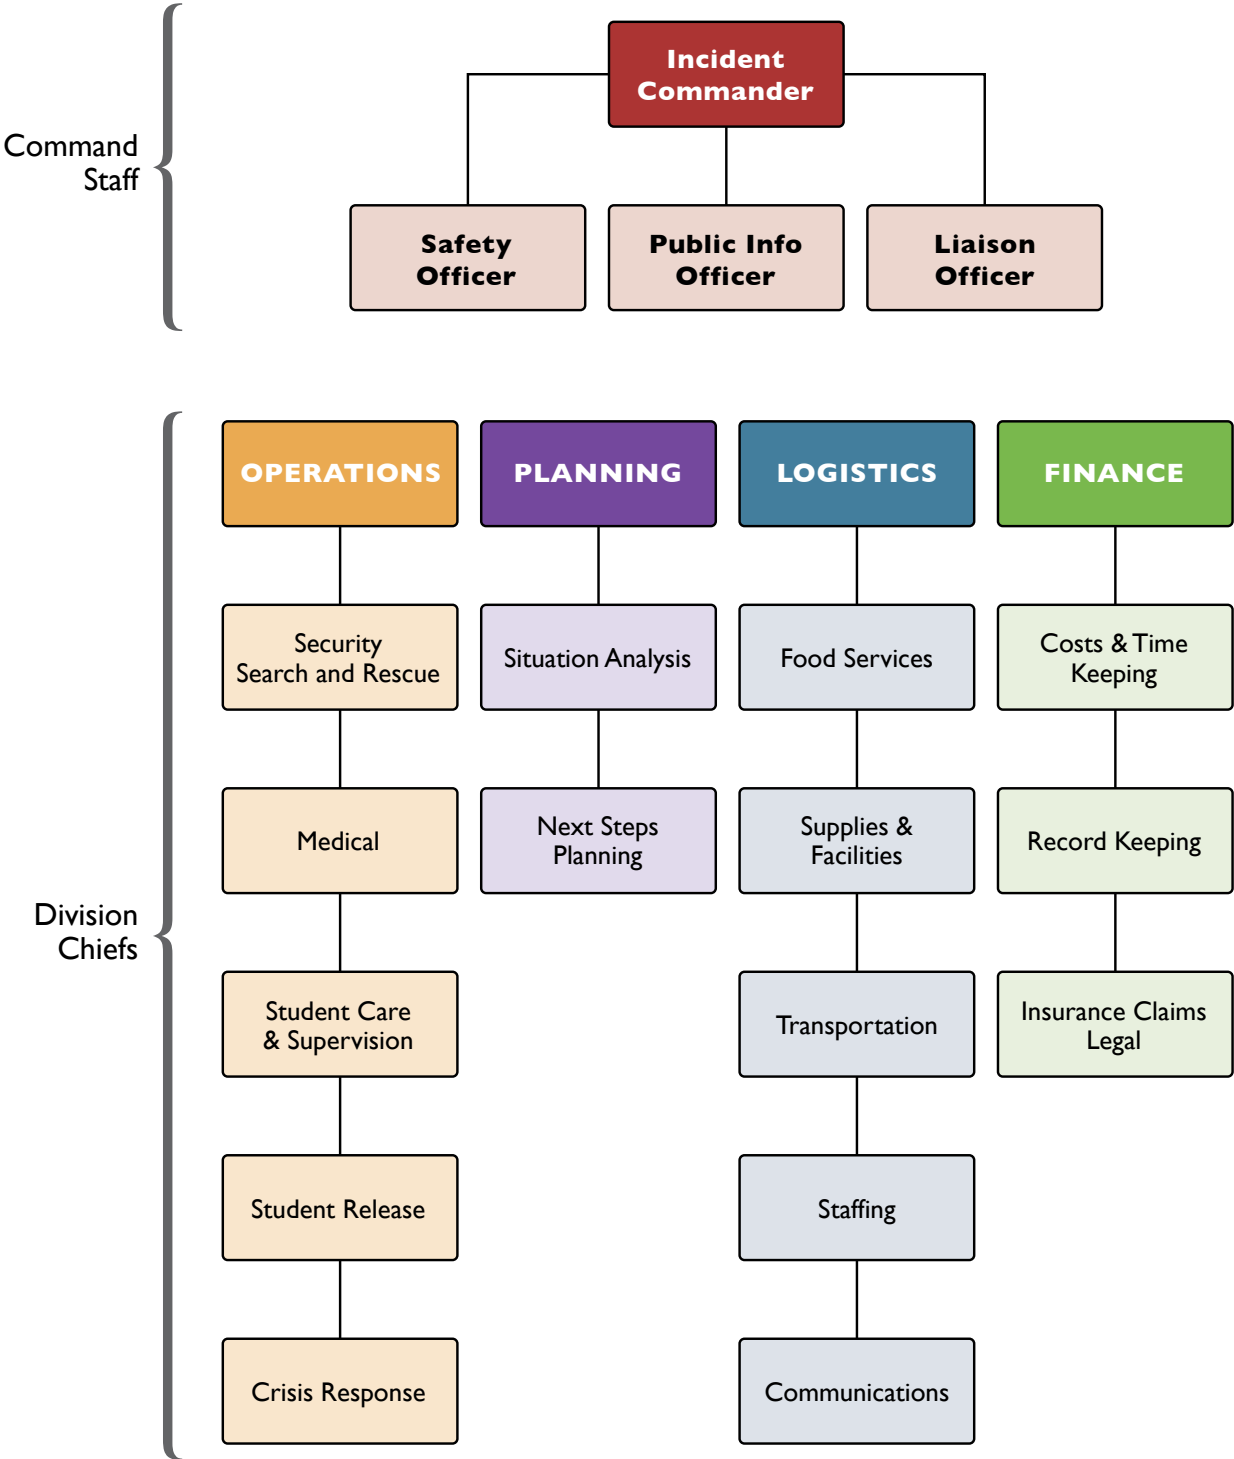 Command
Staff
Incident
Commander
Safety
Officer
Public Info
Officer
Liaison
Officer
Division
Chiefs
OPERATIONS
Security
Search and Rescue
Medical
Student Care
& Supervision
Student Release
Crisis Response
PLANNING
Situation Analysis
Next Steps
Planning
LOGISTICS
Food Services
Supplies &
Facilities
Transportation
Staffing
Communications
FINANCE
Costs & Time
Keeping
Record Keeping
Insurance Claims
Legal